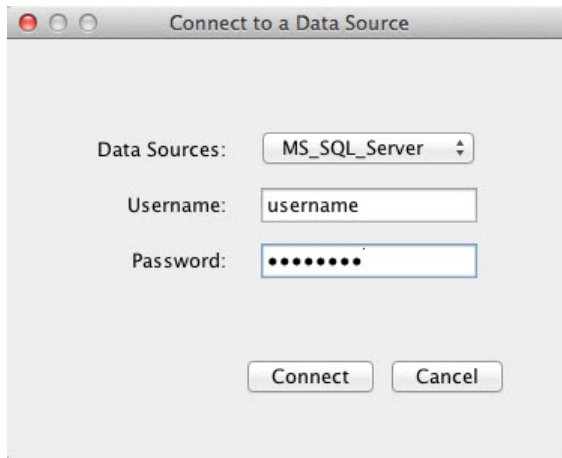 Connect to a Data Source
Data Sources: MS_SQL_Server
Username: username
Password: ••••••••
Connect Cancel